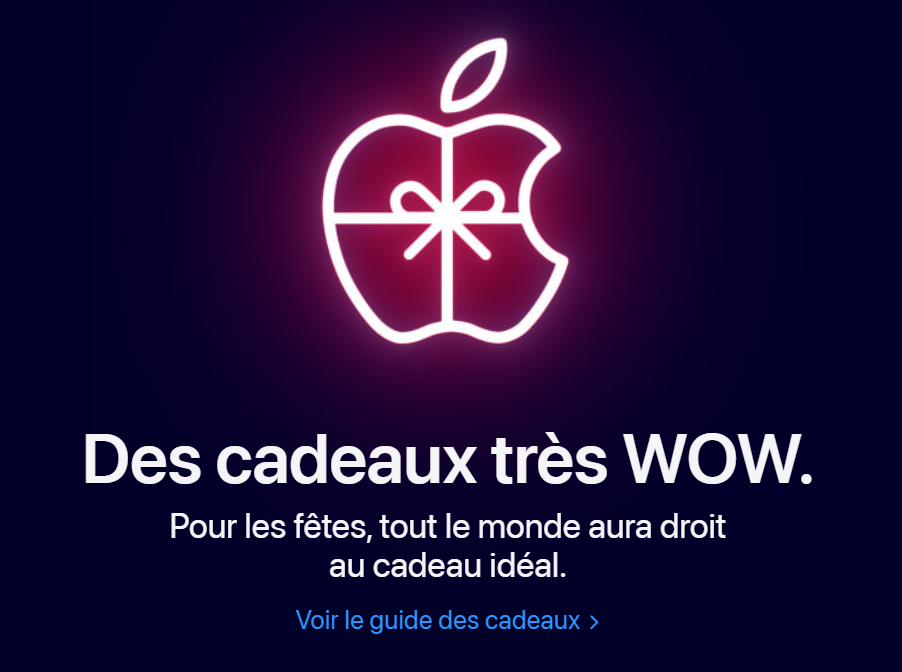 Des cadeaux très WOW.
Pour les fêtes, tout le monde aura droit
au cadeau idéal.
Voir le guide des cadeaux >